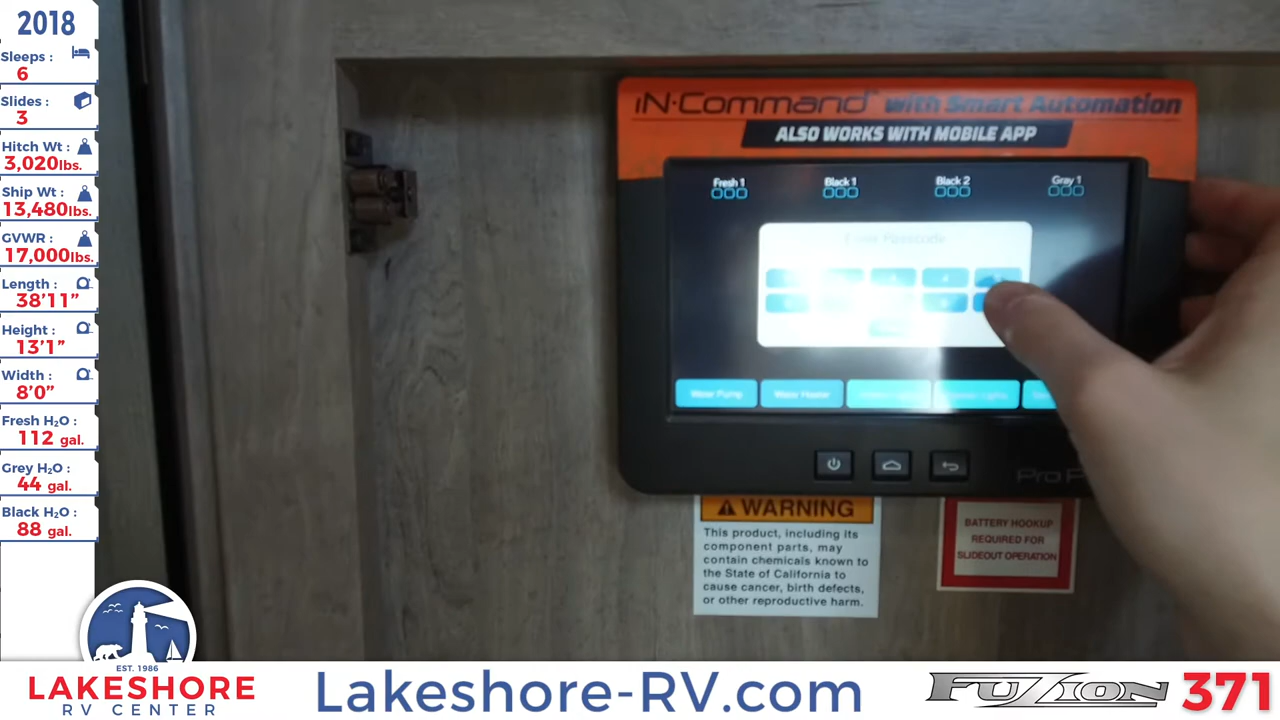 2018
Sleeps :
6
Slides :
3
Hitch Wt :
3,020lbs.
Ship Wt :
13,480lbs.
GVWR :
17,000lbs.
Length :
38'11"
Height :
13'1"
Width :
8'0"
Fresh H₂O :
112 gal.
Grey H₂O :
44 gal.
Black H₂O :
88 gal.
EST. 1986
LAKESHORE
RV CENTER
iN·Command with Smart Automation
ALSO WORKS WITH MOBILE APP
Fresh 1 Black 1 Black 2 Gray 1
Passcode
Water Pump Water Heater
WARNING
This product, including its
component parts, may
contain chemicals known to
the State of California to
cause cancer, birth defects,
or other reproductive harm.
BATTERY HOOKUP
REQUIRED FOR
SLIDEOUT OPERATION
Lakeshore-RV.com
FUZION 371